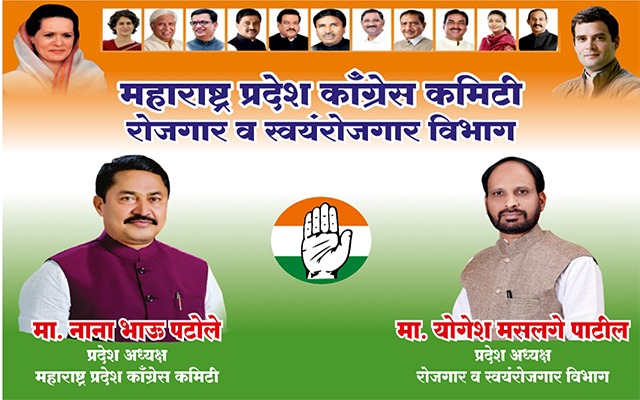 महाराष्ट्र प्रदेश काँग्रेस कमिटी
रोजगार व स्वयंरोजगार विभाग
मा. नाना भाऊ पटोले
प्रदेश अध्यक्ष
महाराष्ट्र प्रदेश काँग्रेस कमिटी
मा. योगेश मसलगे पाटील
प्रदेश अध्यक्ष
रोजगार व स्वयंरोजगार विभाग